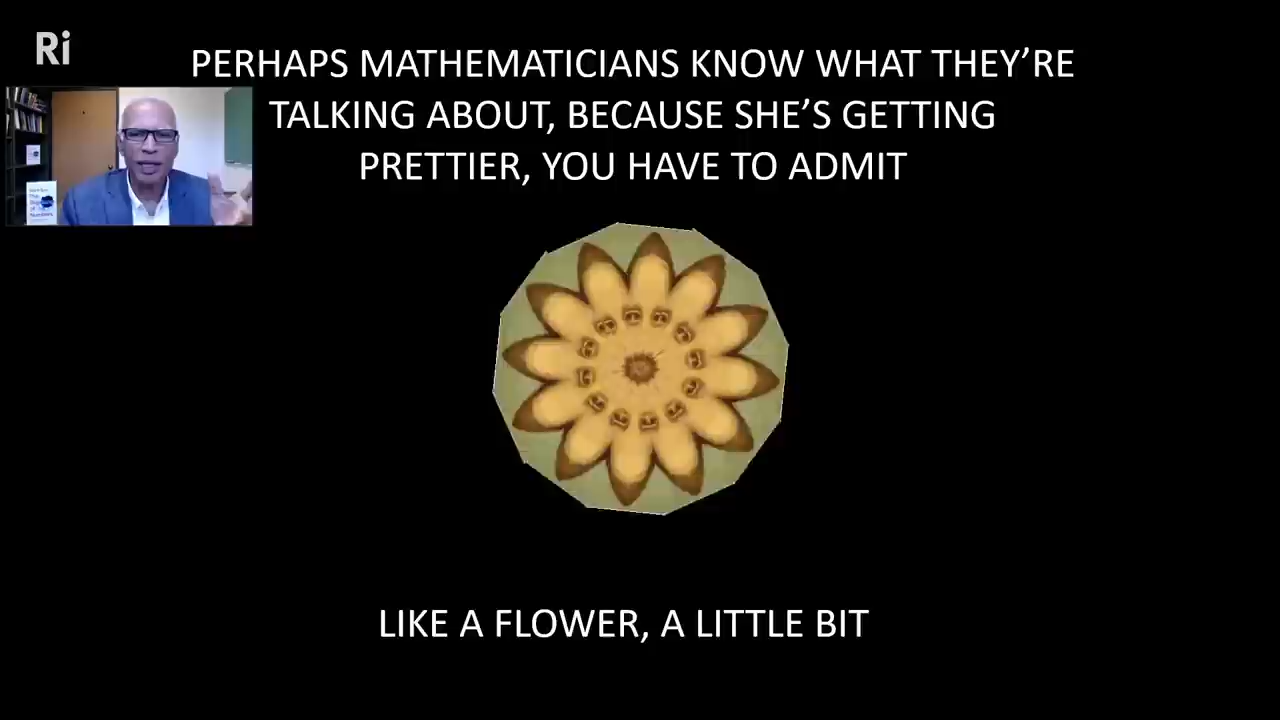 Ri
PERHAPS MATHEMATICIANS KNOW WHAT THEY’RE
TALKING ABOUT, BECAUSE SHE’S GETTING
PRETTIER, YOU HAVE TO ADMIT
LIKE A FLOWER, A LITTLE BIT